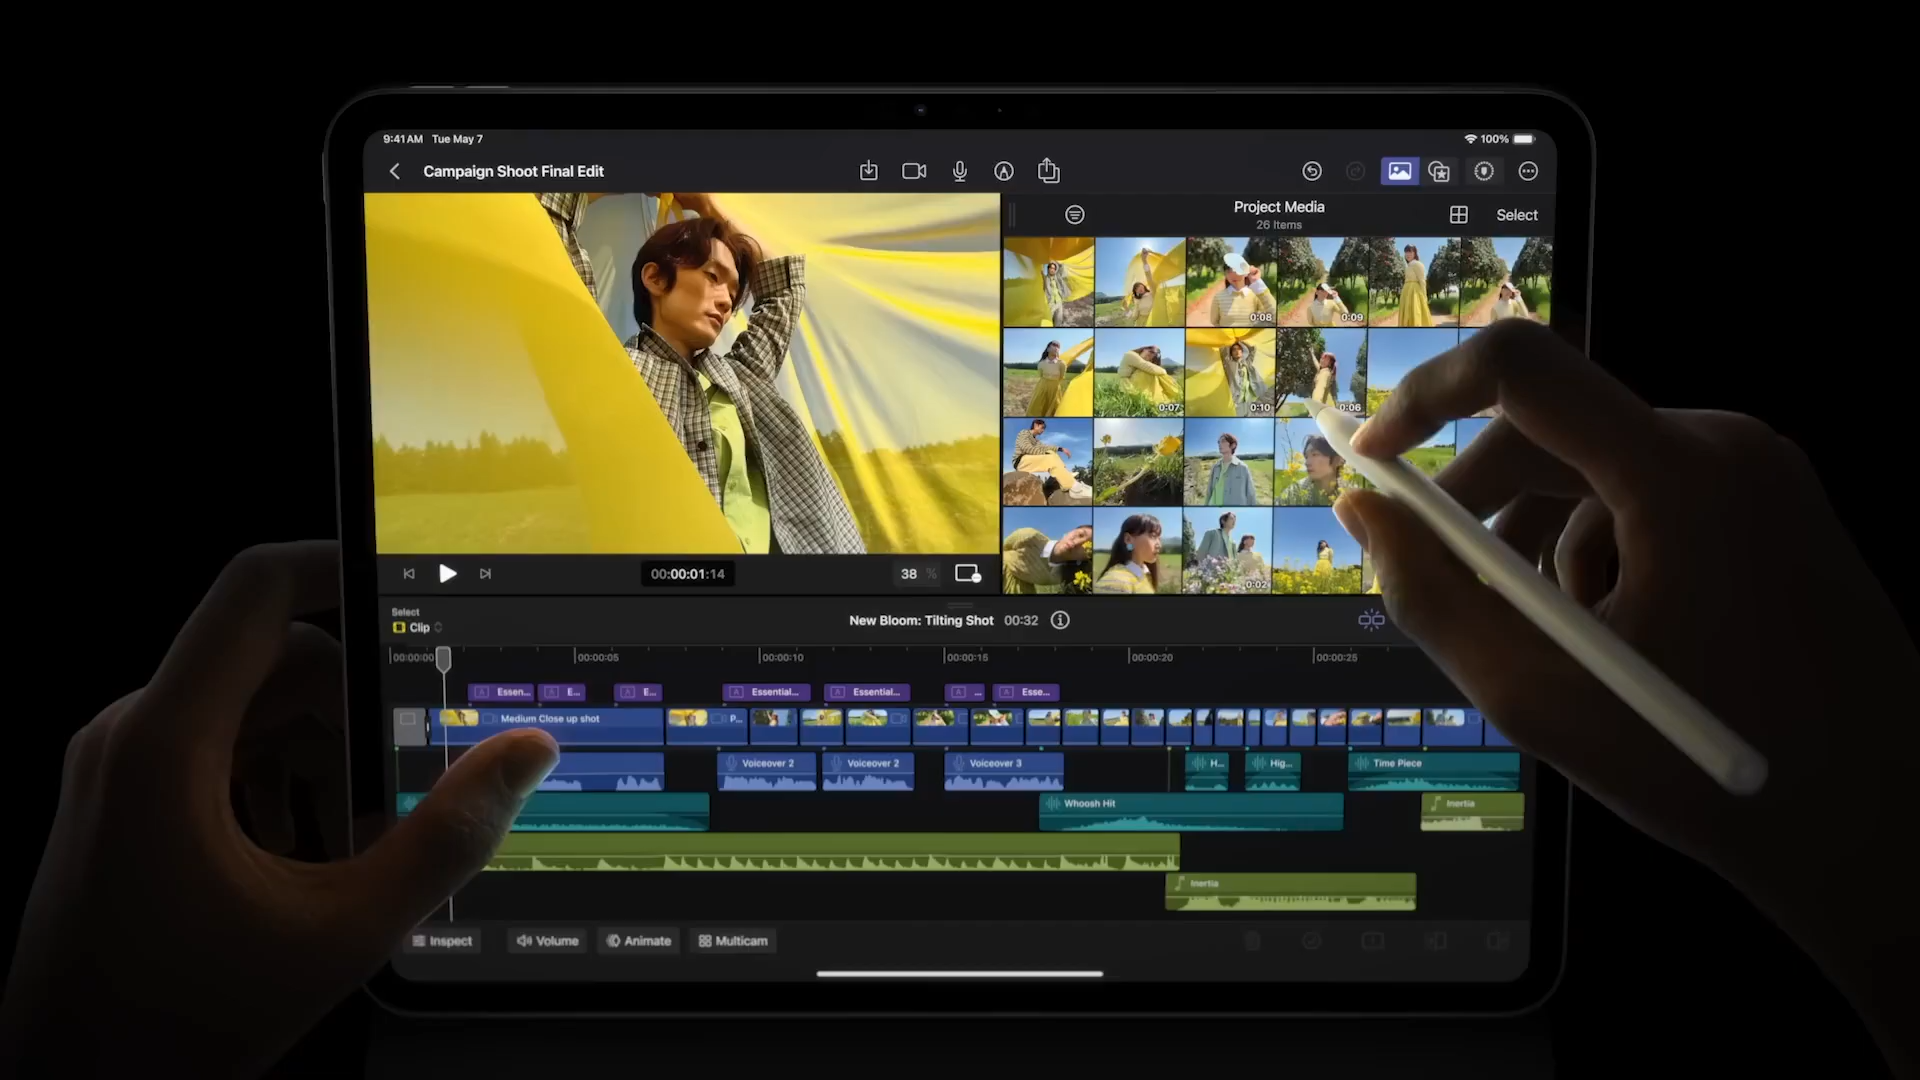 9:41 AM Tue May 7
100%
Campaign Shoot Final Edit
Project Media
26 Items
Select
0:08
0:09
0:07
0:10
0:06
0:02
00:00:01:14
38 %
Select
Clip
New Bloom: Tilting Shot 00:32
00:00:00
00:00:05
00:00:10
00:00:15
00:00:20
00:00:25
Essen...
E...
E...
Essential...
Essential...
...
Esse...
Medium Close up shot
P...
Voiceover 2
Voiceover 2
Voiceover 3
H...
Hig...
Time Piece
Whoosh Hit
Inertia
Inertia
Inspect
Volume
Animate
Multicam